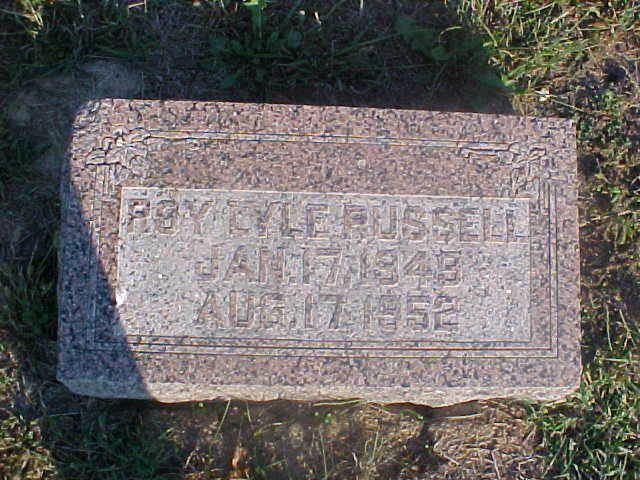 ROY LYLE RUSSELL
JAN. 17, 1949
AUG. 17, 1952